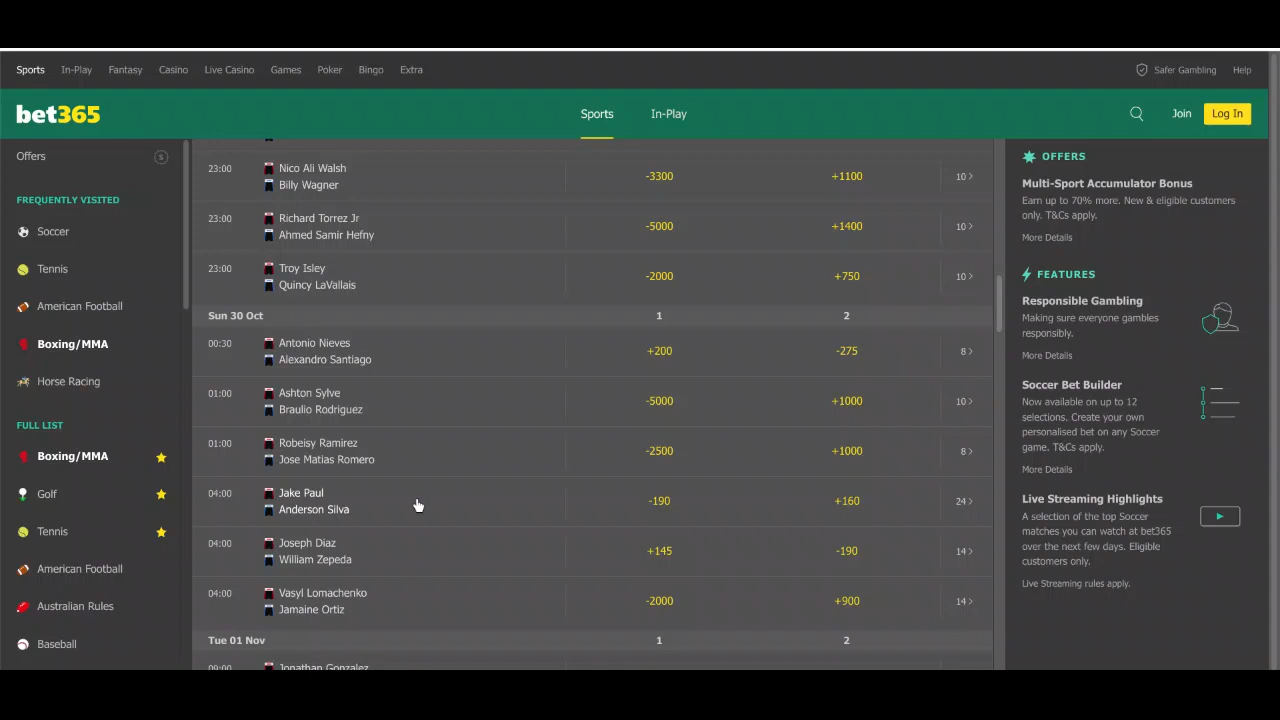 Sports In-Play Fantasy Casino Live Casino Games Poker Bingo Extra Safer Gambling Help
bet365 Sports In-Play Join Log In
Offers
FREQUENTLY VISITED
Soccer
Tennis
American Football
Boxing/MMA
Horse Racing
FULL LIST
Boxing/MMA
Golf
Tennis
American Football
Australian Rules
Baseball
23:00 Nico Ali Walsh -3300 +1100 10 >
Billy Wagner
23:00 Richard Torrez Jr -5000 +1400 10 >
Ahmed Samir Hefny
23:00 Troy Isley -2000 +750 10 >
Quincy LaVallais
Sun 30 Oct 1 2
00:30 Antonio Nieves +200 -275 8 >
Alexandro Santiago
01:00 Ashton Sylve -5000 +1000 10 >
Braulio Rodriguez
01:00 Robeisy Ramirez -2500 +1000 8 >
Jose Matias Romero
04:00 Jake Paul -190 +160 24 >
Anderson Silva
04:00 Joseph Diaz +145 -190 14 >
William Zepeda
04:00 Vasyl Lomachenko -2000 +900 14 >
Jamaine Ortiz
Tue 01 Nov 1 2
09:00 Jonathan Gonzalez
OFFERS
Multi-Sport Accumulator Bonus
Earn up to 70% more. New & eligible customers
only. T&Cs apply.
More Details
FEATURES
Responsible Gambling
Making sure everyone gambles
responsibly.
More Details
Soccer Bet Builder
Now available on up to 12
selections. Create your own
personalised bet on any Soccer
game. T&Cs apply.
More Details
Live Streaming Highlights
A selection of the top Soccer
matches you can watch at bet365
over the next few days. Eligible
customers only.
Live Streaming rules apply.